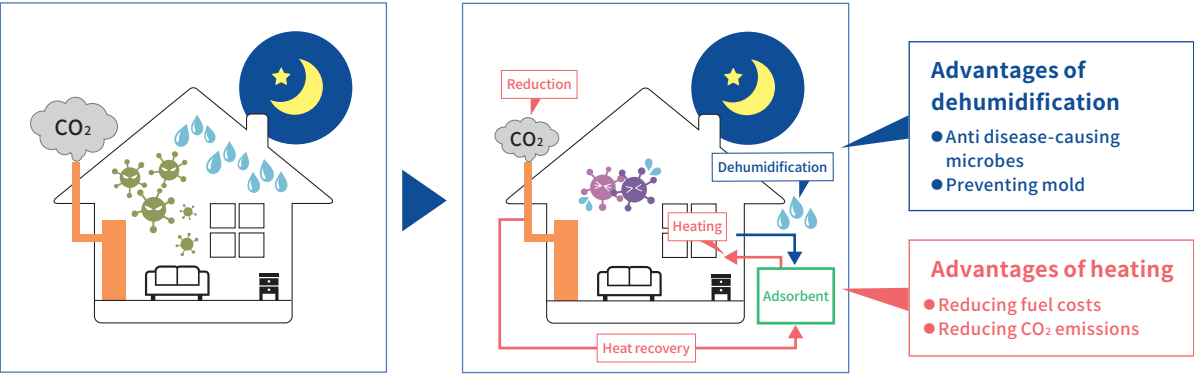 CO₂
Reduction
CO₂
Dehumidification
Heating
Adsorbent
Heat recovery
Advantages of
dehumidification
●Anti disease-causing
microbes
●Preventing mold
Advantages of heating
●Reducing fuel costs
●Reducing CO₂ emissions